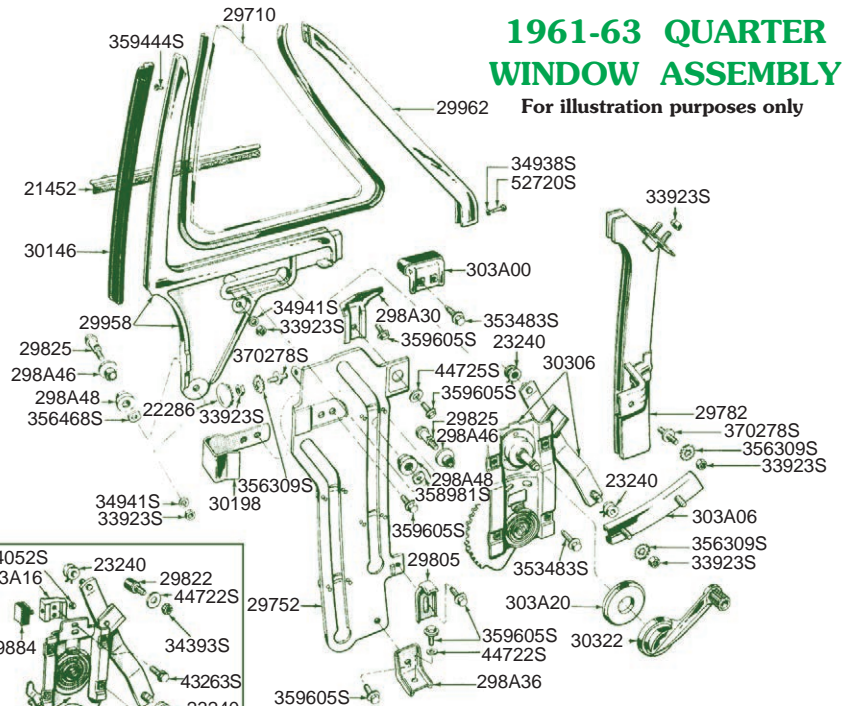 1961-63 QUARTER
WINDOW ASSEMBLY
For illustration purposes only
29710
359444S
29962
34938S
52720S
21452
33923S
30146
303A00
29958
34941S
33923S
298A30
359605S
353483S
23240
29825
298A46
370278S
44725S
359605S
30306
298A48
356468S
22286
33923S
29825
298A46
29782
370278S
356309S
33923S
356309S
30198
298A48
358981S
23240
34941S
33923S
359605S
303A06
356309S
33923S
353483S
29805
23240
29822
44722S
29752
303A20
34393S
359605S
44722S
30322
43263S
298A36
359605S